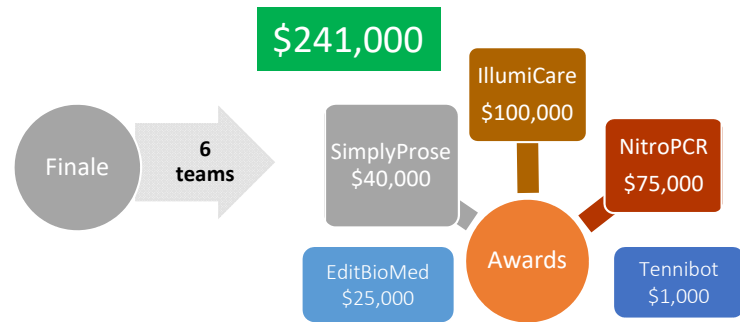 $241,000
Finale
6
teams
SimplyProse
$40,000
IllumiCare
$100,000
NitroPCR
$75,000
Awards
EditBioMed
$25,000
Tennibot
$1,000